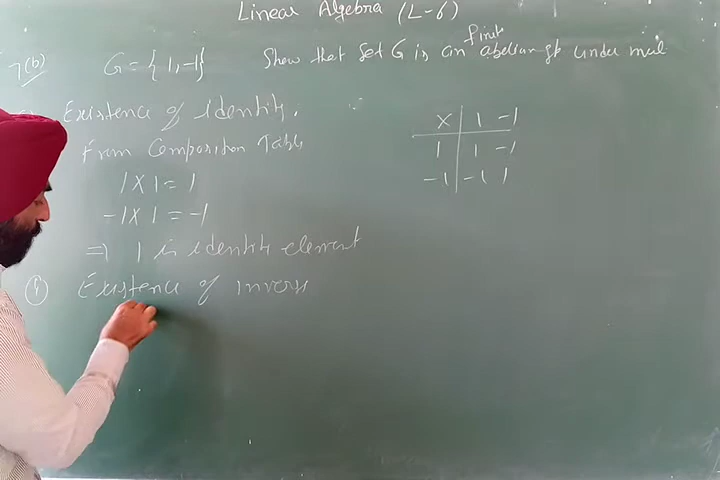 Linear Algebra (L-6)
7(b) G = {1, -1} Show that Set G is an finite abelian gp under mul
Existence of identity.
From Composition Table
1 x 1 = 1
-1 x 1 = -1
=> 1 is identity element
Existence of inverse
x | 1 -1
1 | 1 -1
-1 | -1 1